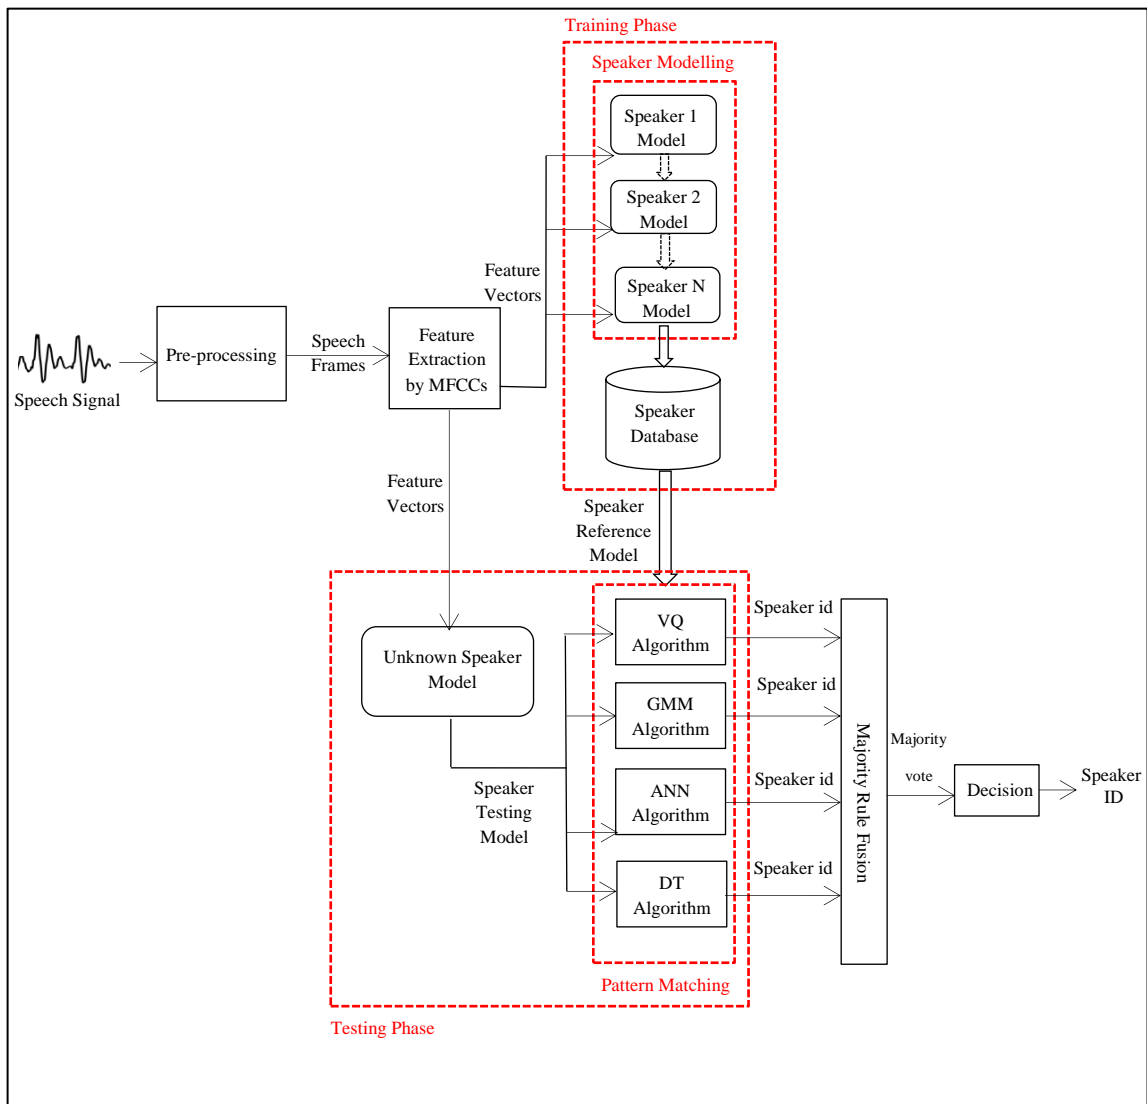 Training Phase
Speaker Modelling
Speaker 1
Model
Speaker 2
Model
Speaker N
Model
Feature
Vectors
Speech Signal
Pre-processing
Speech
Frames
Feature
Extraction
by MFCCs
Speaker
Database
Feature
Vectors
Speaker
Reference
Model
Unknown Speaker
Model
Speaker
Testing
Model
VQ
Algorithm
GMM
Algorithm
ANN
Algorithm
DT
Algorithm
Pattern Matching
Testing Phase
Speaker id
Speaker id
Speaker id
Speaker id
Majority Rule Fusion
Majority
vote
Decision
Speaker
ID